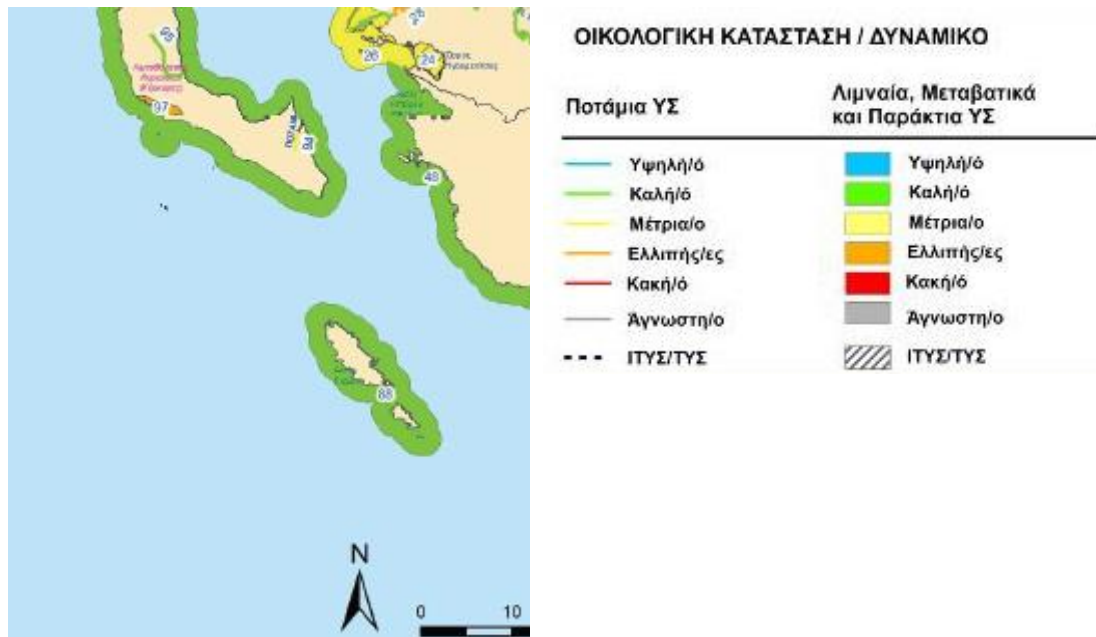 ΟΙΚΟΛΟΓΙΚΗ ΚΑΤΑΣΤΑΣΗ / ΔΥΝΑΜΙΚΟ
Ποτάμια ΥΣ
Λιμναία, Μεταβατικά
και Παράκτια ΥΣ
Υψηλή/ό
Υψηλή/ό
Καλή/ό
Καλή/ό
Μέτρια/ο
Μέτρια/ο
Ελλιπής/ες
Ελλιπής/ες
Κακή/ό
Κακή/ό
Άγνωστη/ο
Άγνωστη/ο
ΙΤΥΣ/ΤΥΣ
ΙΤΥΣ/ΤΥΣ
26
24
97
ΠΟΤΑΜΙ
94
48
88
N
0 10